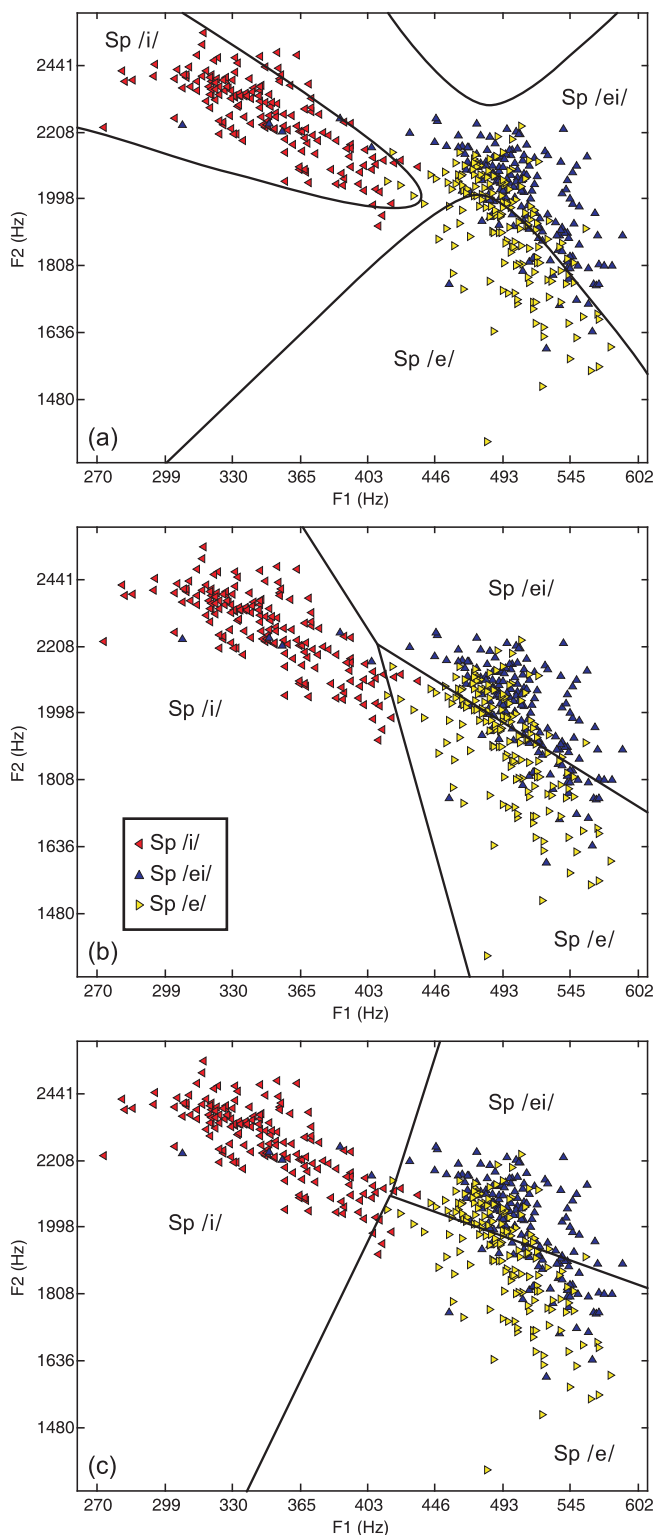 Sp /i/
Sp /ei/
Sp /e/
(a)
2441
2208
1998
1808
1636
1480
F2 (Hz)
270 299 330 365 403 446 493 545 602
F1 (Hz)
Sp /ei/
Sp /i/
Sp /e/
Sp /i/
Sp /ei/
Sp /e/
(b)
2441
2208
1998
1808
1636
1480
F2 (Hz)
270 299 330 365 403 446 493 545 602
F1 (Hz)
Sp /ei/
Sp /i/
Sp /e/
(c)
2441
2208
1998
1808
1636
1480
F2 (Hz)
270 299 330 365 403 446 493 545 602
F1 (Hz)